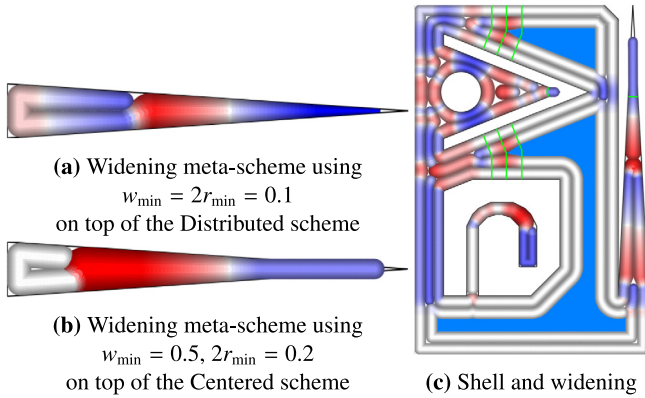 (a) Widening meta-scheme using
w_min = 2r_min = 0.1
on top of the Distributed scheme
(b) Widening meta-scheme using
w_min = 0.5, 2r_min = 0.2
on top of the Centered scheme
(c) Shell and widening